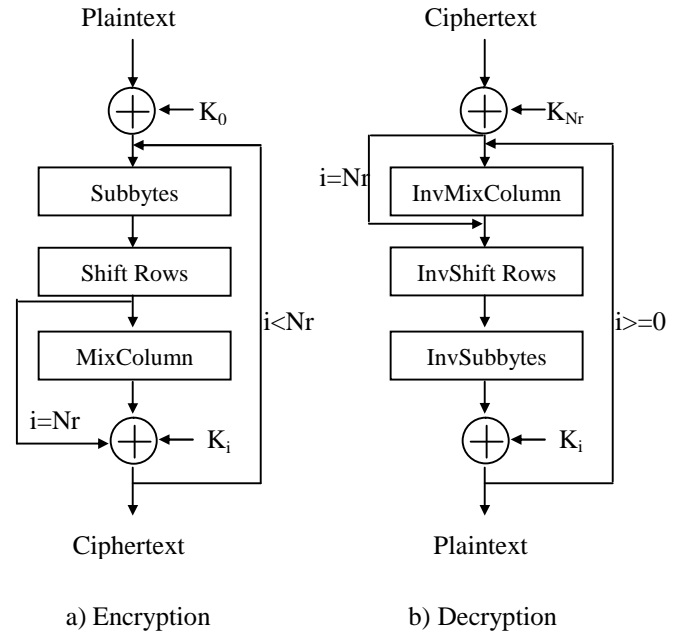 Plaintext
K0
Subbytes
Shift Rows
i<Nr
MixColumn
i=Nr
Ki
Ciphertext
a) Encryption
Ciphertext
KNr
i=Nr
InvMixColumn
InvShift Rows
i>=0
InvSubbytes
Ki
Plaintext
b) Decryption